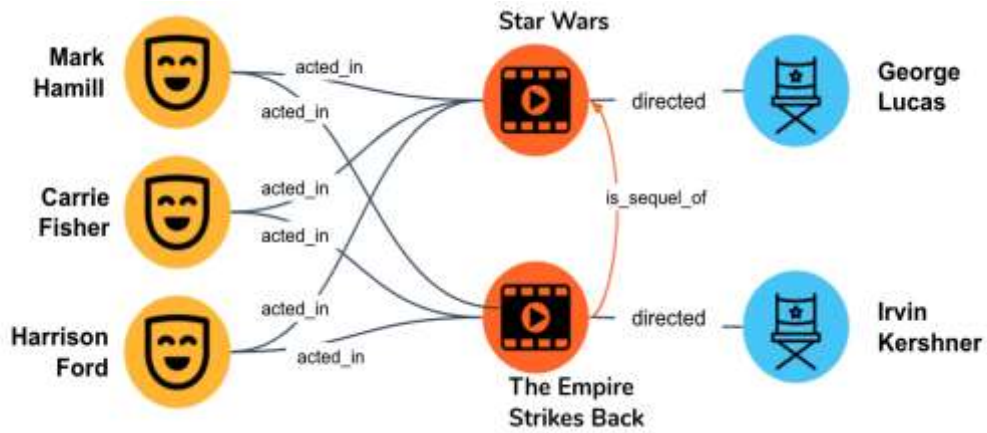 Star Wars
Mark
Hamill
acted_in
acted_in
directed
George
Lucas
Carrie
Fisher
acted_in
acted_in
is_sequel_of
Harrison
Ford
acted_in
acted_in
directed
Irvin
Kershner
The Empire
Strikes Back